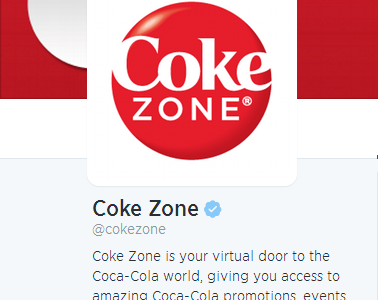 Coke
ZONE®
Coke Zone
@cokezone
Coke Zone is your virtual door to the
Coca-Cola world, giving you access to
amazing Coca-Cola promotions, events